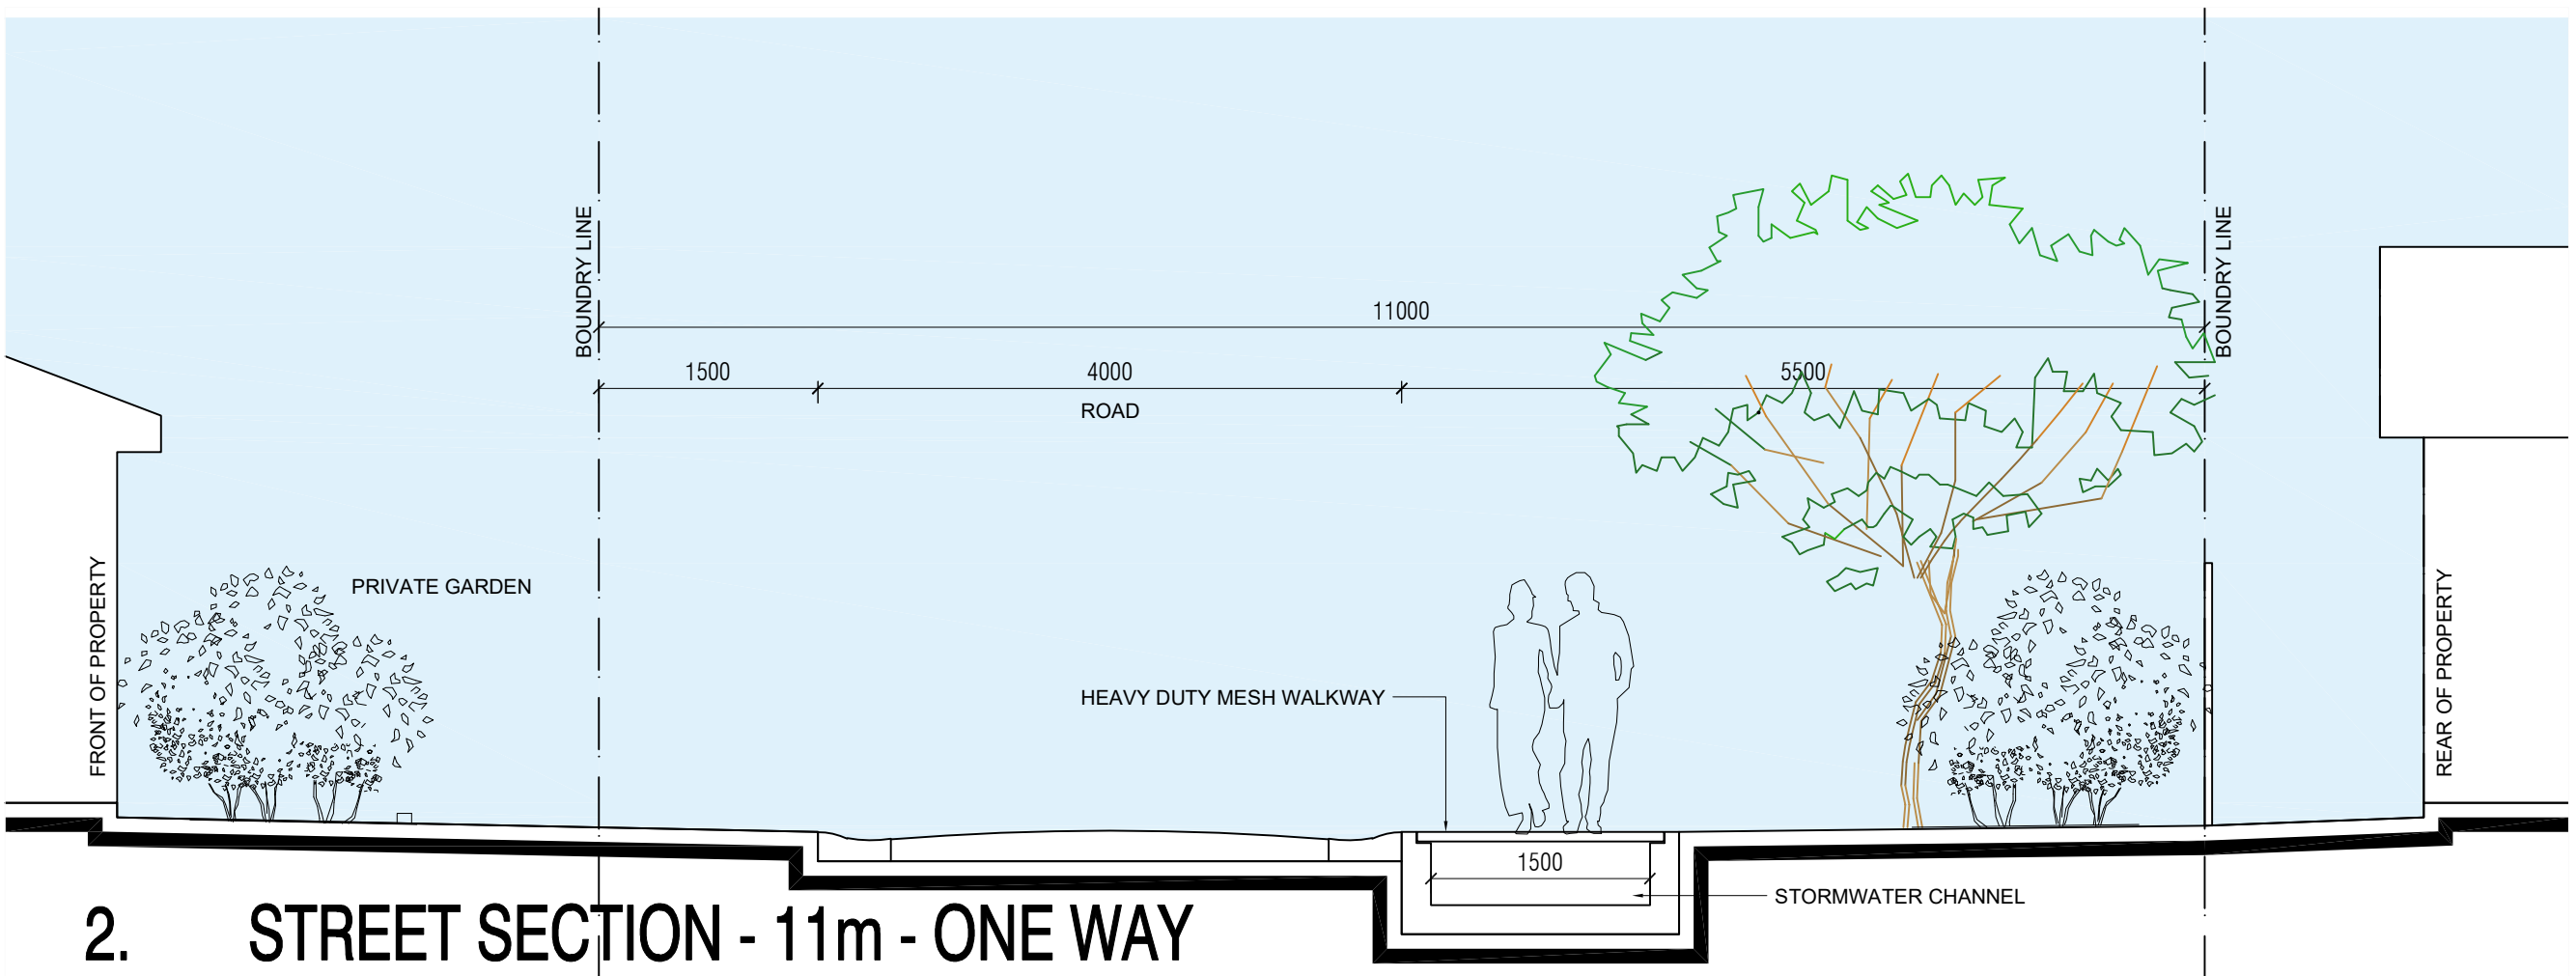 BOUNDRY LINE
BOUNDRY LINE
11000
1500
4000
5500
ROAD
FRONT OF PROPERTY
PRIVATE GARDEN
REAR OF PROPERTY
HEAVY DUTY MESH WALKWAY
1500
STORMWATER CHANNEL
2. STREET SECTION - 11m - ONE WAY